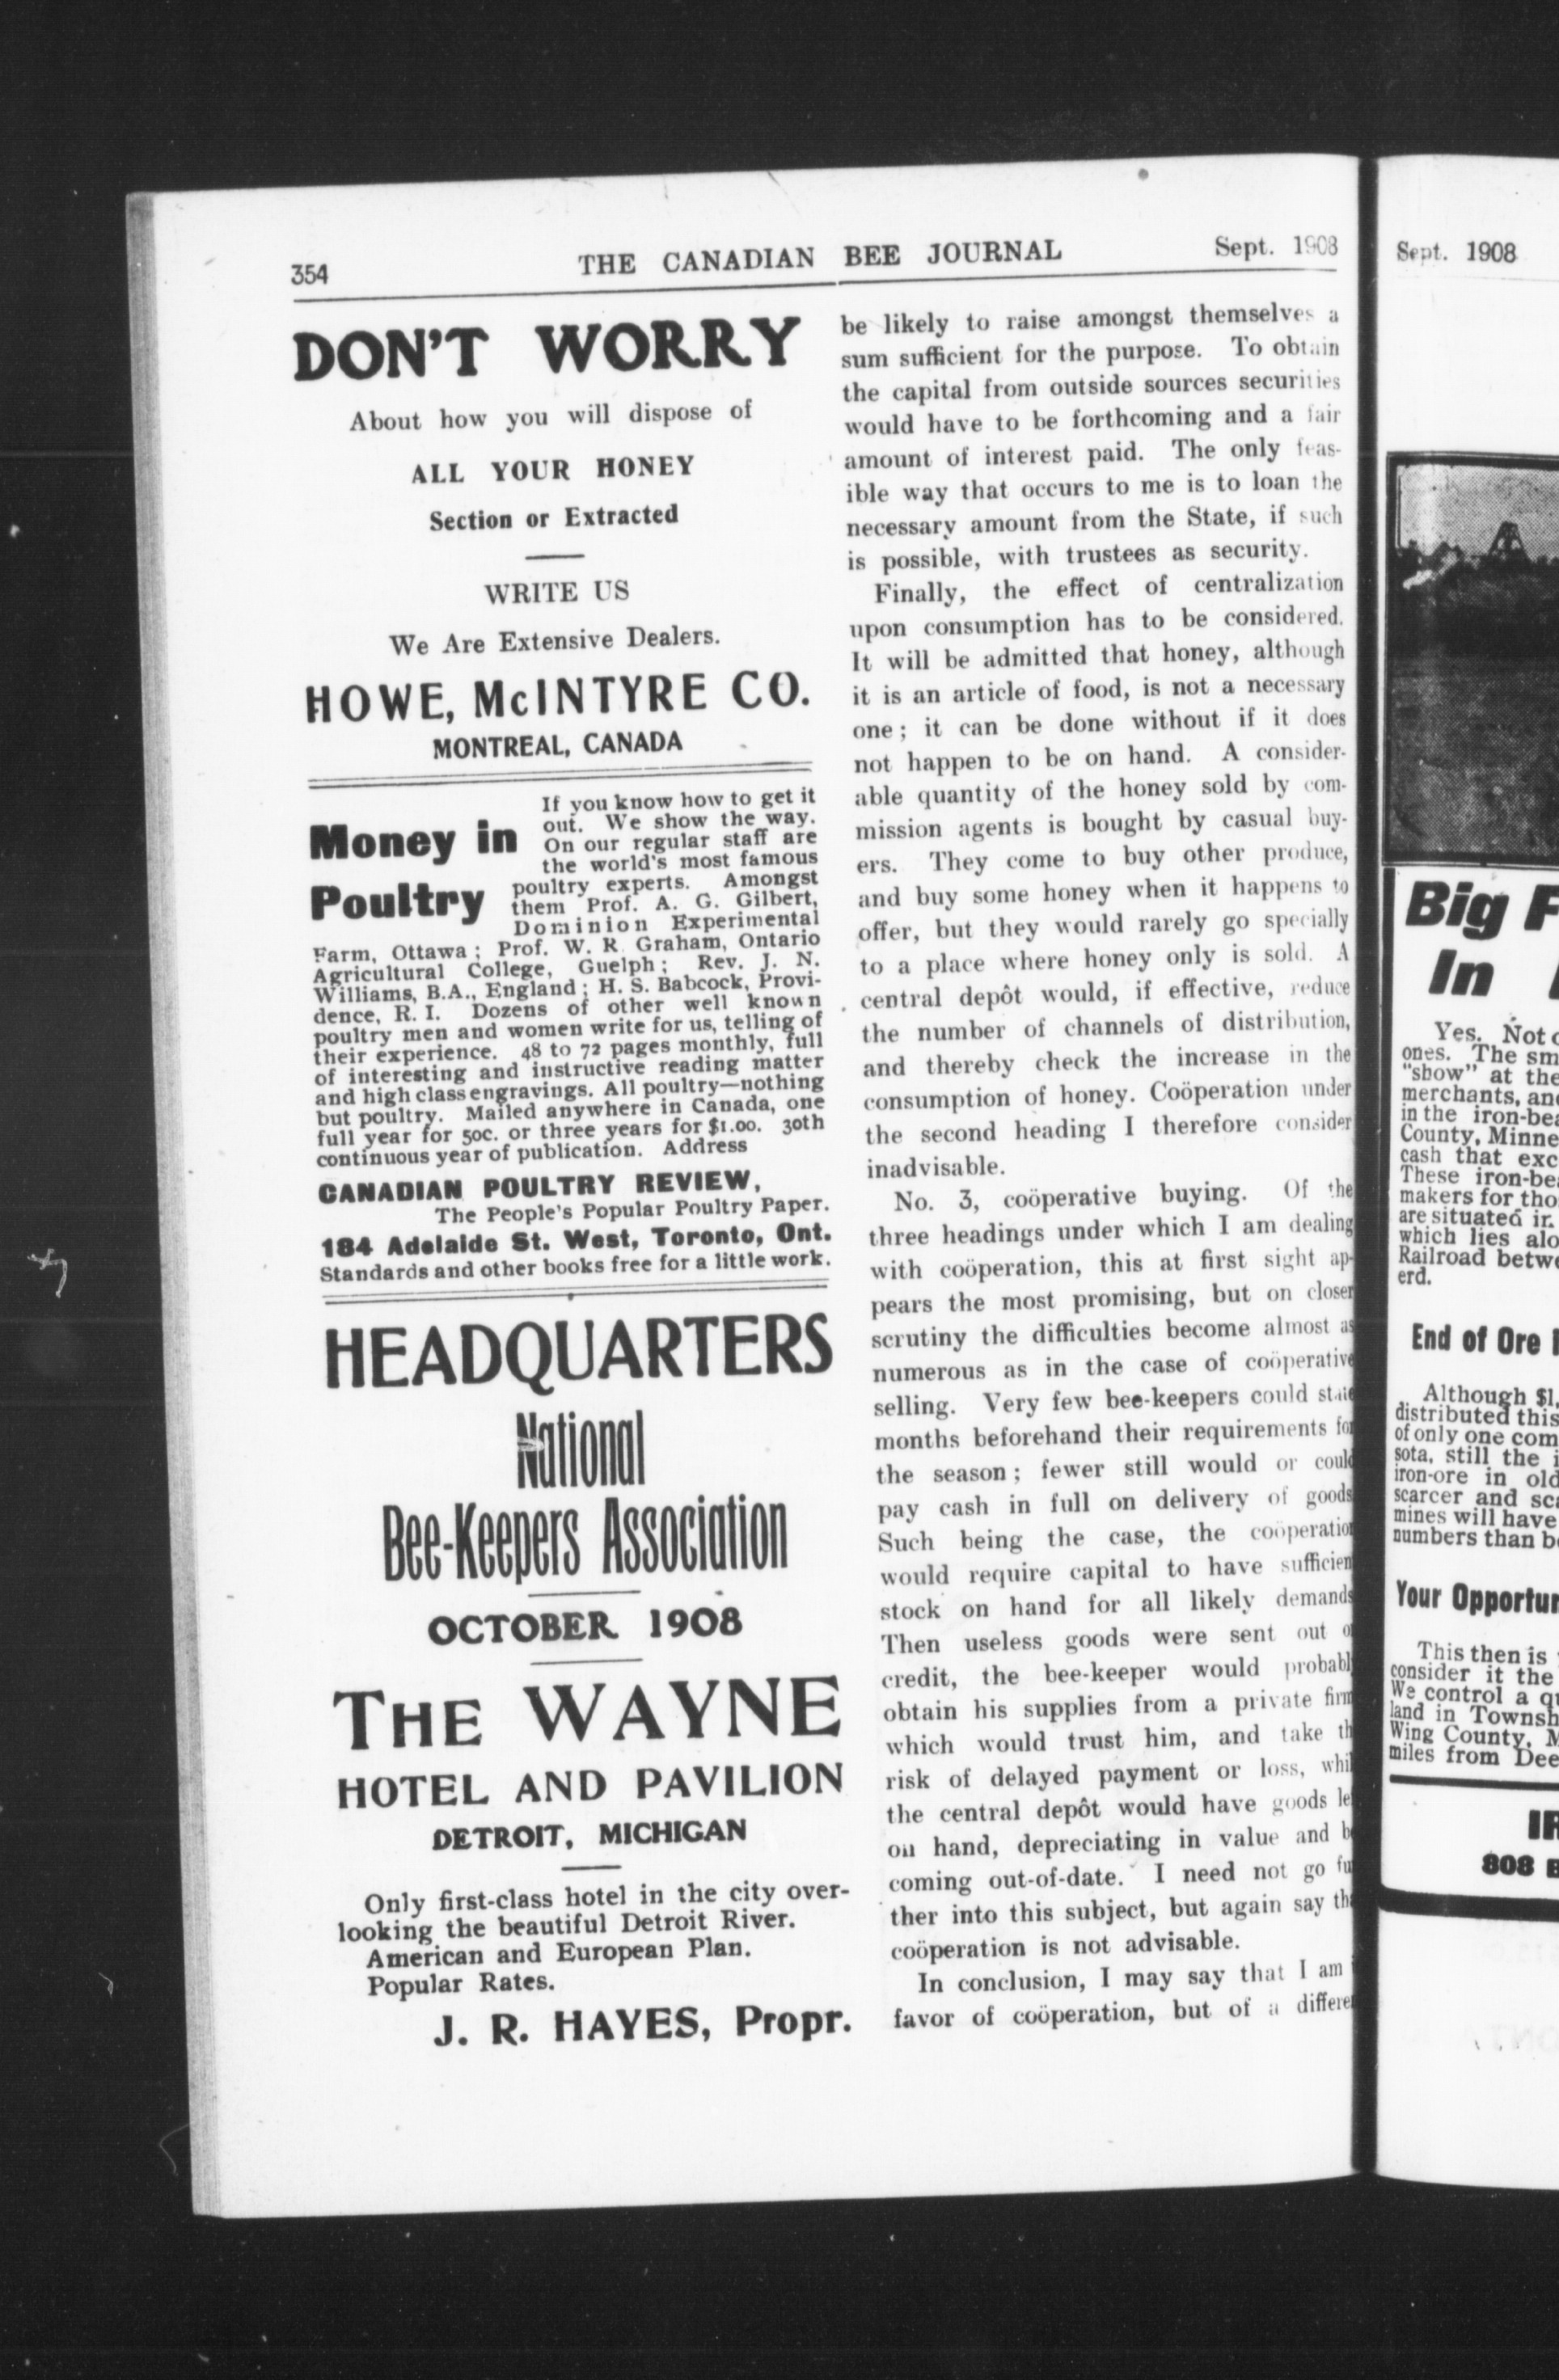 354 THE CANADIAN BEE JOURNAL Sept. 1908
DON'T WORRY
About how you will dispose of
ALL YOUR HONEY
Section or Extracted
WRITE US
We Are Extensive Dealers.
HOWE, McINTYRE CO.
MONTREAL, CANADA
Money in
Poultry
If you know how to get it
out. We show the way.
On our regular staff are
the world's most famous
poultry experts. Amongst
them Prof. A. G. Gilbert,
Dominion Experimental
Farm, Ottawa; Prof. W. R. Graham, Ontario
Agricultural College, Guelph; Rev. J. N.
Williams, B.A., England; H. S. Babcock, Provi-
dence, R. I. Dozens of other well known
poultry men and women write for us, telling of
their experience. 48 to 72 pages monthly, full
of interesting and instructive reading matter
and high class engravings. All poultry—nothing
but poultry. Mailed anywhere in Canada, one
full year for 50c. or three years for $1.00. 30th
continuous year of publication. Address
CANADIAN POULTRY REVIEW,
The People's Popular Poultry Paper.
184 Adelaide St. West, Toronto, Ont.
Standards and other books free for a little work.
HEADQUARTERS
National
Bee-Keepers Association
OCTOBER 1908
THE WAYNE
HOTEL AND PAVILION
DETROIT, MICHIGAN
Only first-class hotel in the city over-
looking the beautiful Detroit River.
American and European Plan.
Popular Rates.
J. R. HAYES, Propr.
be likely to raise amongst themselves a
sum sufficient for the purpose. To obtain
the capital from outside sources securities
would have to be forthcoming and a fair
amount of interest paid. The only feas-
ible way that occurs to me is to loan the
necessary amount from the State, if such
is possible, with trustees as security.
Finally, the effect of centralization
upon consumption has to be considered.
It will be admitted that honey, although
it is an article of food, is not a necessary
one; it can be done without if it does
not happen to be on hand. A consider-
able quantity of the honey sold by com-
mission agents is bought by casual buy-
ers. They come to buy other produce,
and buy some honey when it happens to
offer, but they would rarely go specially
to a place where honey only is sold. A
central depôt would, if effective, reduce
the number of channels of distribution,
and thereby check the increase in the
consumption of honey. Coöperation under
the second heading I therefore consider
inadvisable.
No. 3, coöperative buying. Of the
three headings under which I am dealing
with coöperation, this at first sight ap-
pears the most promising, but on closer
scrutiny the difficulties become almost as
numerous as in the case of coöperative
selling. Very few bee-keepers could state
months beforehand their requirements for
the season; fewer still would or could
pay cash in full on delivery of goods
Such being the case, the coöperation
would require capital to have sufficien
stock on hand for all likely demands
Then useless goods were sent out o
credit, the bee-keeper would probabl
obtain his supplies from a private firm
which would trust him, and take th
risk of delayed payment or loss, whil
the central depôt would have goods le
on hand, depreciating in value and b
coming out-of-date. I need not go fu
ther into this subject, but again say tha
coöperation is not advisable.
In conclusion, I may say that I am
favor of coöperation, but of a differe
Sept. 1908
Big F
In
Yes. Not o
ones. The sm
"show" at the
merchants, and
in the iron-bea
County, Minne
cash that exc
These iron-bea
makers for tho
are situated in
which lies alo
Railroad betwe
erd.
End of Ore i
Although $1,
distributed this
of only one com
sota, still the i
iron-ore in old
scarcer and sca
mines will have
numbers than be
Your Opportun
This then is
consider it the
We control a qu
land in Townsh
Wing County, M
miles from Dee
IR
808 B